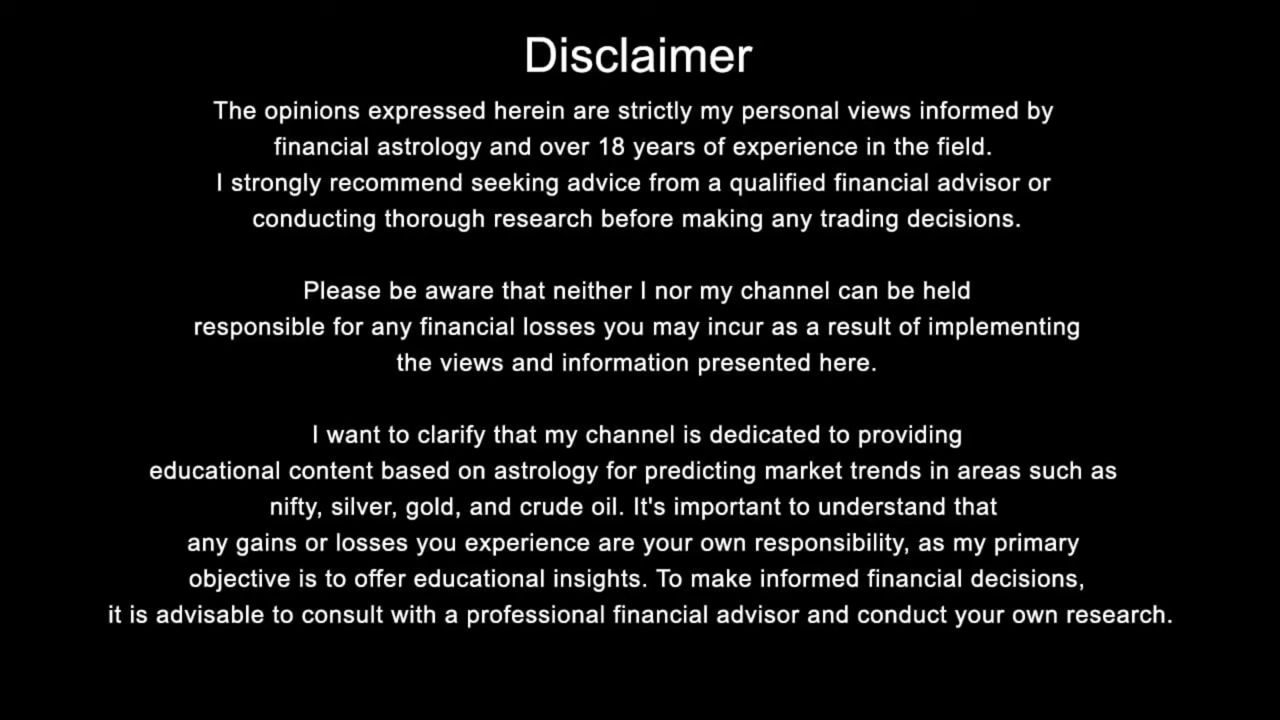 Disclaimer
The opinions expressed herein are strictly my personal views informed by
financial astrology and over 18 years of experience in the field.
I strongly recommend seeking advice from a qualified financial advisor or
conducting thorough research before making any trading decisions.
Please be aware that neither I nor my channel can be held
responsible for any financial losses you may incur as a result of implementing
the views and information presented here.
I want to clarify that my channel is dedicated to providing
educational content based on astrology for predicting market trends in areas such as
nifty, silver, gold, and crude oil. It's important to understand that
any gains or losses you experience are your own responsibility, as my primary
objective is to offer educational insights. To make informed financial decisions,
it is advisable to consult with a professional financial advisor and conduct your own research.